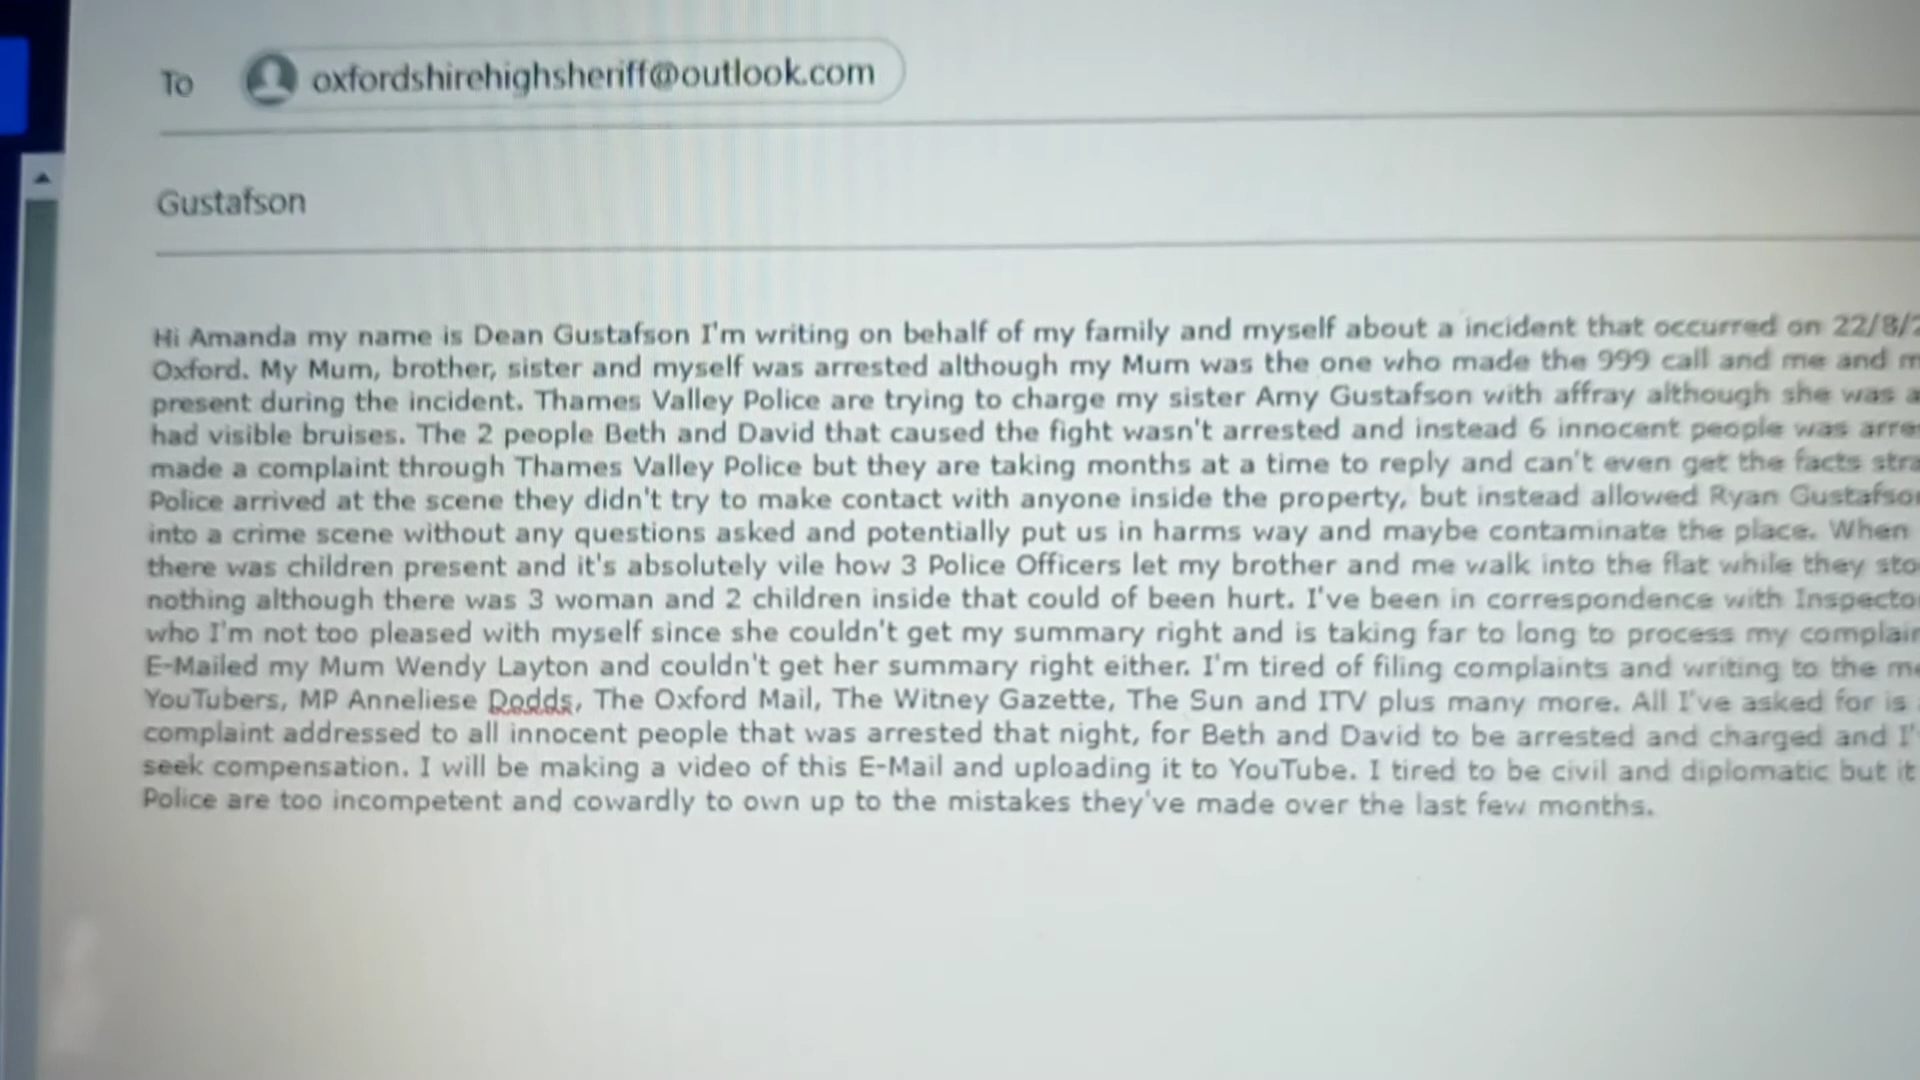 To oxfordshirehighsheriff@outlook.com
Gustafson
Hi Amanda my name is Dean Gustafson I'm writing on behalf of my family and myself about a incident that occurred on 22/8/2
Oxford. My Mum, brother, sister and myself was arrested although my Mum was the one who made the 999 call and me and m
present during the incident. Thames Valley Police are trying to charge my sister Amy Gustafson with affray although she was a
had visible bruises. The 2 people Beth and David that caused the fight wasn't arrested and instead 6 innocent people was arre
made a complaint through Thames Valley Police but they are taking months at a time to reply and can't even get the facts stra
Police arrived at the scene they didn't try to make contact with anyone inside the property, but instead allowed Ryan Gustafson
into a crime scene without any questions asked and potentially put us in harms way and maybe contaminate the place. When
there was children present and it's absolutely vile how 3 Police Officers let my brother and me walk into the flat while they sto
nothing although there was 3 woman and 2 children inside that could of been hurt. I've been in correspondence with Inspector
who I'm not too pleased with myself since she couldn't get my summary right and is taking far to long to process my complain
E-Mailed my Mum Wendy Layton and couldn't get her summary right either. I'm tired of filing complaints and writing to the me
YouTubers, MP Anneliese Dodds, The Oxford Mail, The Witney Gazette, The Sun and ITV plus many more. All I've asked for is
complaint addressed to all innocent people that was arrested that night, for Beth and David to be arrested and charged and I'
seek compensation. I will be making a video of this E-Mail and uploading it to YouTube. I tired to be civil and diplomatic but it
Police are too incompetent and cowardly to own up to the mistakes they've made over the last few months.